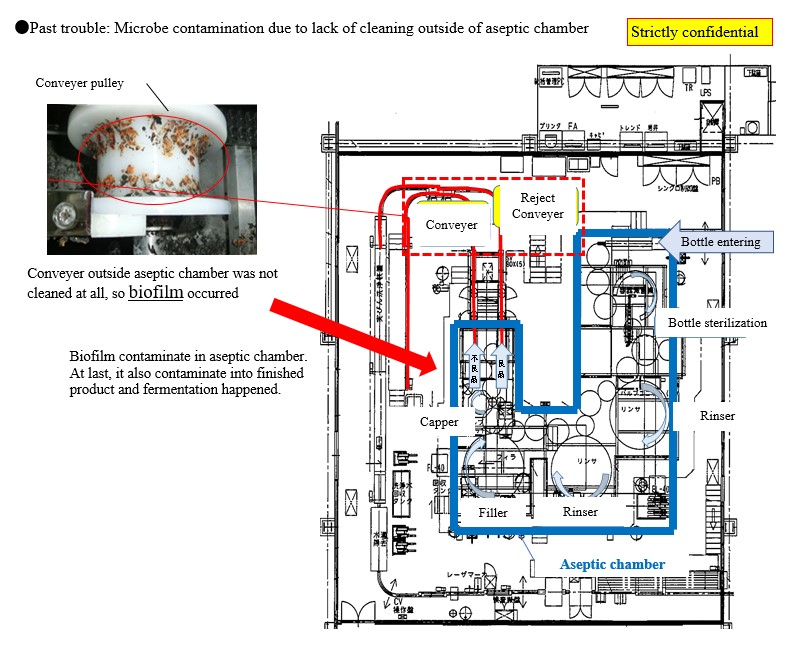 ●Past trouble: Microbe contamination due to lack of cleaning outside of aseptic chamber
Strictly confidential
Conveyer pulley
TR
UPS
プリンタ
FA
トレンド
PB
Reject
Conveyer
Conveyer
Bottle entering
Conveyer outside aseptic chamber was not
cleaned at all, so biofilm occurred
Bottle sterilization
Biofilm contaminate in aseptic chamber.
At last, it also contaminate into finished
product and fermentation happened.
不良品
良品
Capper
リンサ
Rinser
フィラ
リンサ
Filler
Rinser
Aseptic chamber
レーザマーカ
CV
操作盤